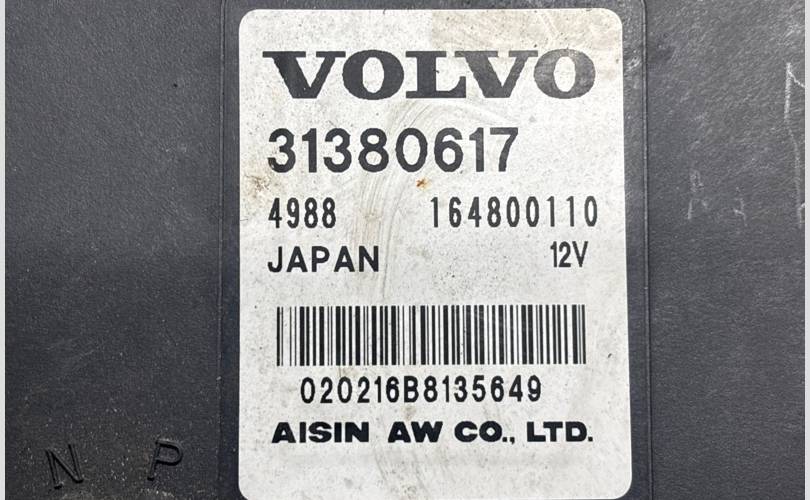 VOLVO
31380617
4988 164800110
JAPAN 12V
020216B8135649
AISIN AW CO., LTD.
N P